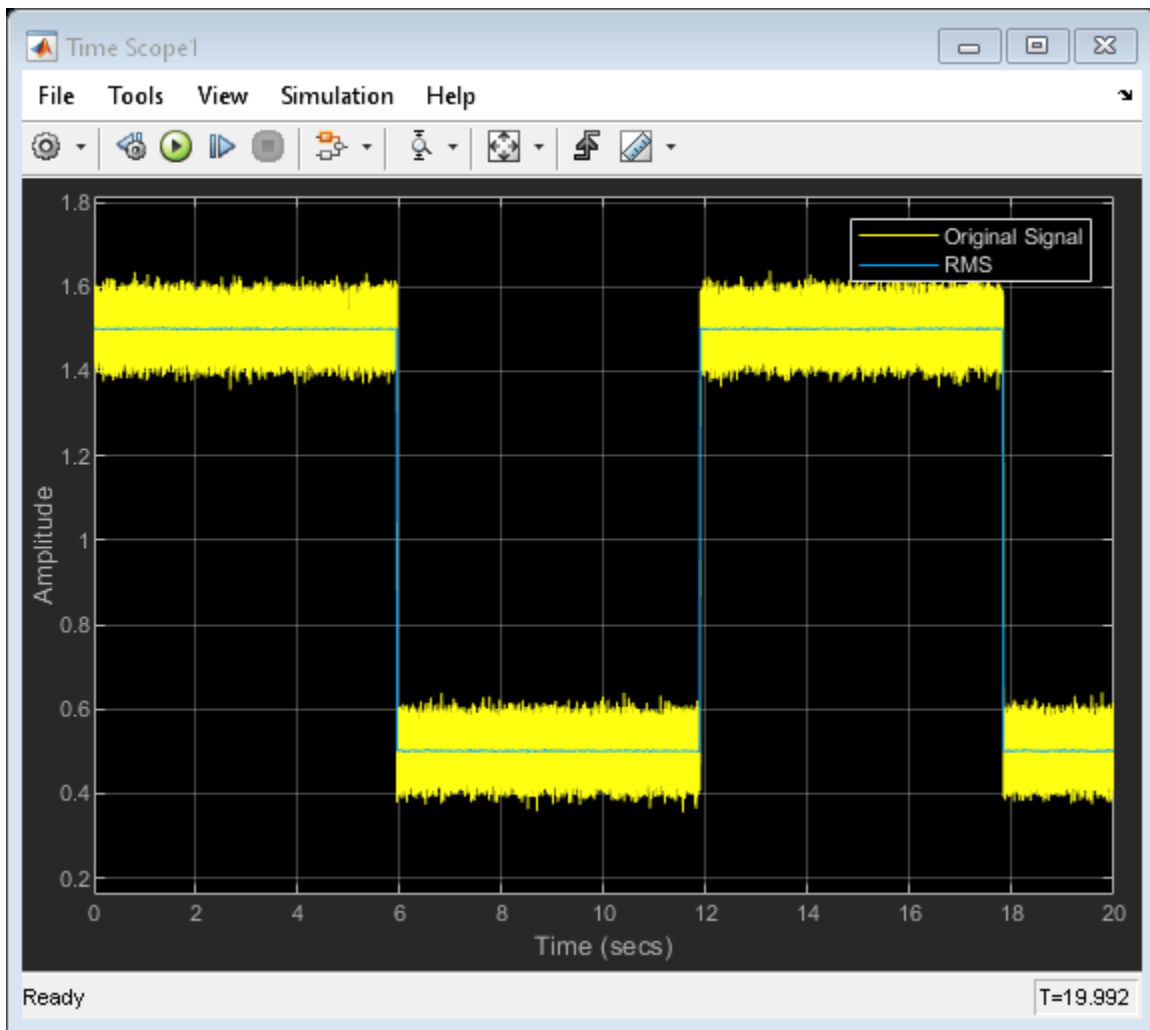 Time Scope1
File Tools View Simulation Help
Original Signal
RMS
1.8
1.6
1.4
1.2
1
0.8
0.6
0.4
0.2
Amplitude
0 2 4 6 8 10 12 14 16 18 20
Time (secs)
Ready T=19.992